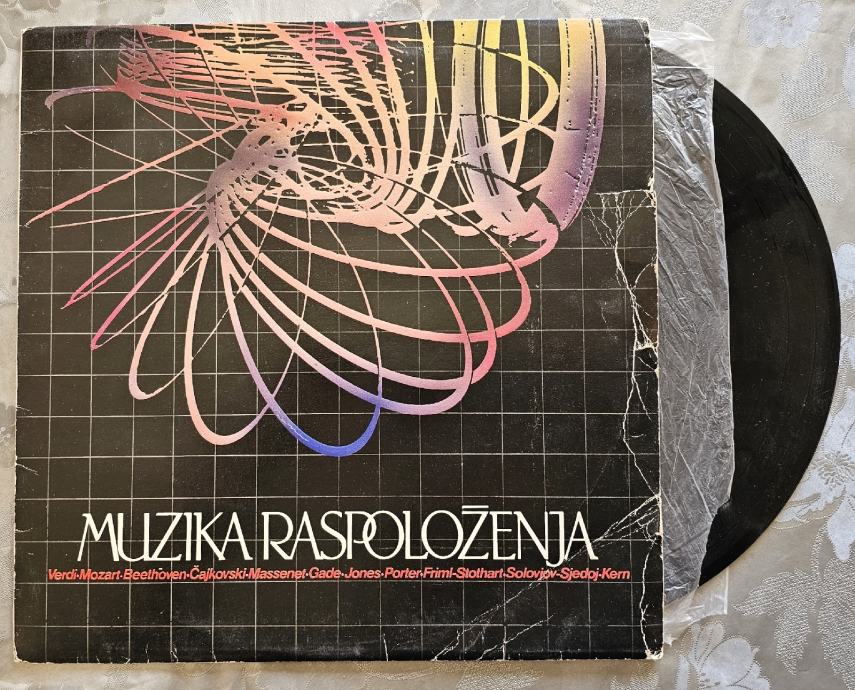 MUZIKA RASPOLOŽENJA
Verdi·Mozart·Beethoven·Čajkovski·Massenet·Gade·Jones·Porter·Friml·Stothart·Solovjov·Sjedoj·Kern